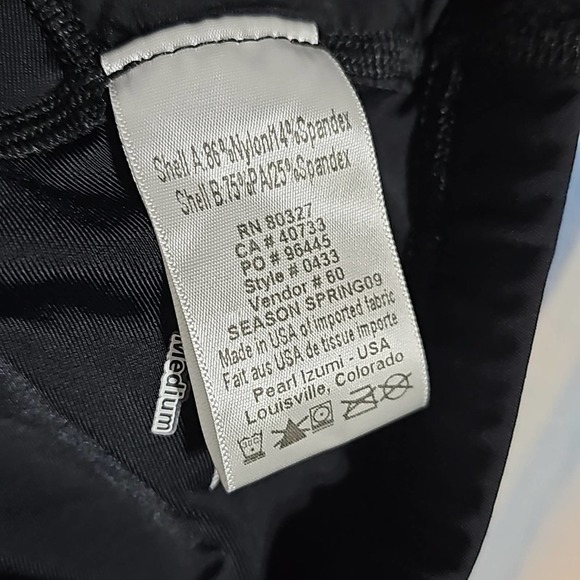 Shell A.86%Nylon/14%Spandex
Shell B.75%PA/25%Spandex
RN 80327
CA # 40733
PO # 96445
Style # 0433
Vendor # 60
SEASON SPRING09
Made in USA of imported fabric
Fait aux USA de tissue importe
Pearl Izumi - USA
Louisville, Colorado
Medium